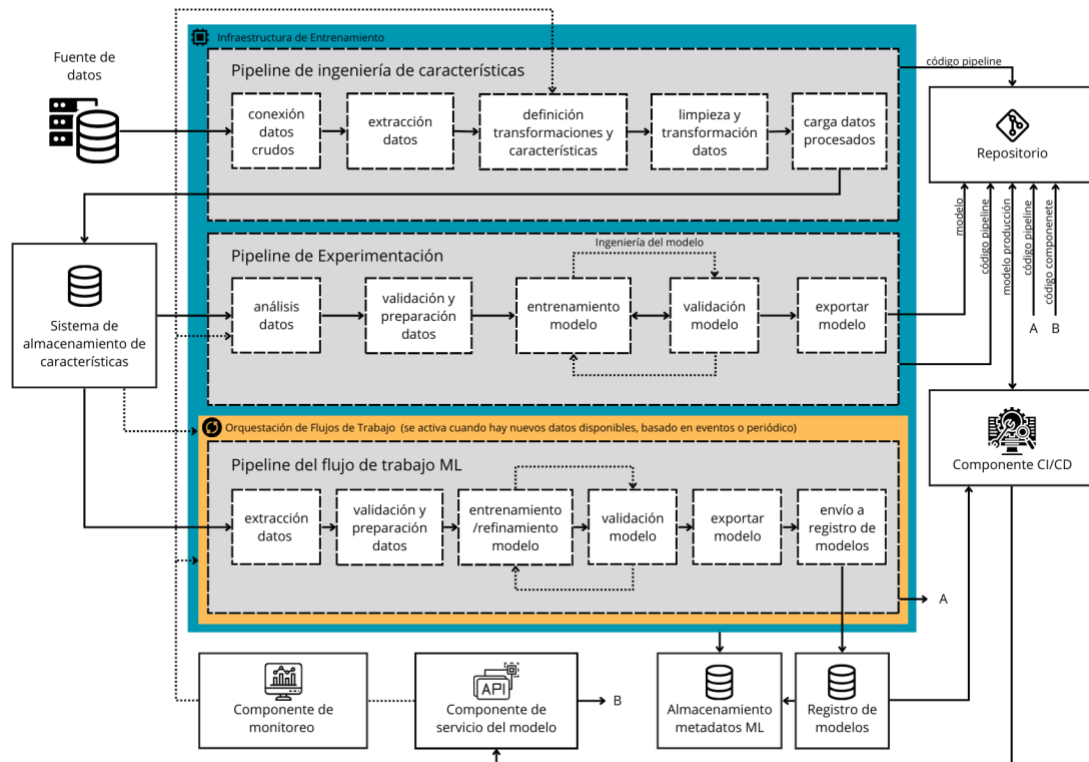 Fuente de
datos
Infraestructura de Entrenamiento
Pipeline de ingeniería de características
conexión
datos
crudos
extracción
datos
definición
transformaciones y
características
limpieza y
transformación
datos
carga datos
procesados
código pipeline
Repositorio
modelo
código pipeline
modelo producción
código pipeline
código componenete
A
B
Sistema de
almacenamiento de
características
Pipeline de Experimentación
Ingeniería del modelo
análisis
datos
validación y
preparación
datos
entrenamiento
modelo
validación
modelo
exportar
modelo
Componente CI/CD
Orquestación de Flujos de Trabajo (se activa cuando hay nuevos datos disponibles, basado en eventos o periódico)
Pipeline del flujo de trabajo ML
extracción
datos
validación y
preparación
datos
entrenamiento
/refinamiento
modelo
validación
modelo
exportar
modelo
envío a
registro de
modelos
A
Componente de
monitoreo
API
Componente de
servicio del modelo
B
Almacenamiento
metadatos ML
Registro de
modelos